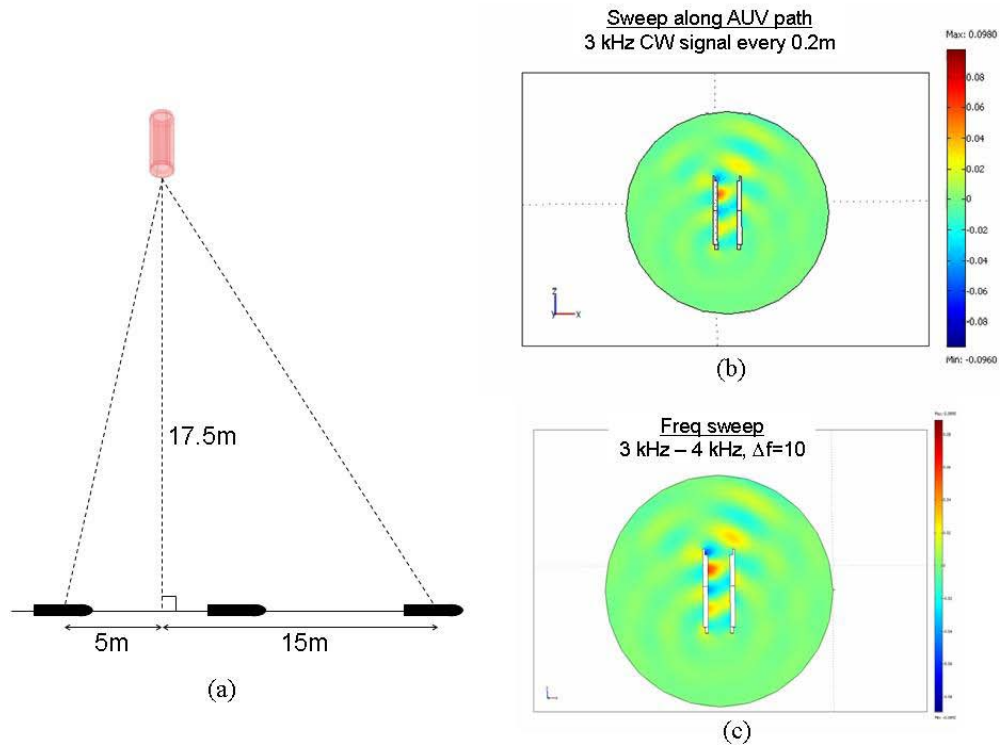 17.5m
5m
15m
(a)
Sweep along AUV path
3 kHz CW signal every 0.2m
Max: 0.0980
0.08
0.06
0.04
0.02
0
-0.02
-0.04
-0.06
-0.08
Min: -0.0960
z
y
x
(b)
Freq sweep
3 kHz – 4 kHz, Δf=10
(c)